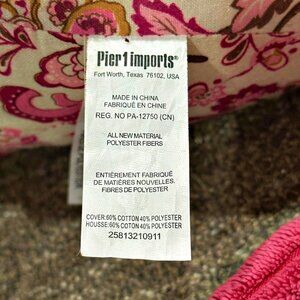 Pier 1 imports®
Fort Worth, Texas 76102, USA
MADE IN CHINA
FABRIQUÉ EN CHINE
REG. NO PA-12750 (CN)
ALL NEW MATERIAL
POLYESTER FIBERS
ENTIÈREMENT FABRIQUÉ
DE MATIÈRES NOUVELLES.
FIBRES DE POLYESTER
COVER:60% COTTON 40% POLYESTER
HOUSSE:60% COTON 40% POLYESTER
25813210911